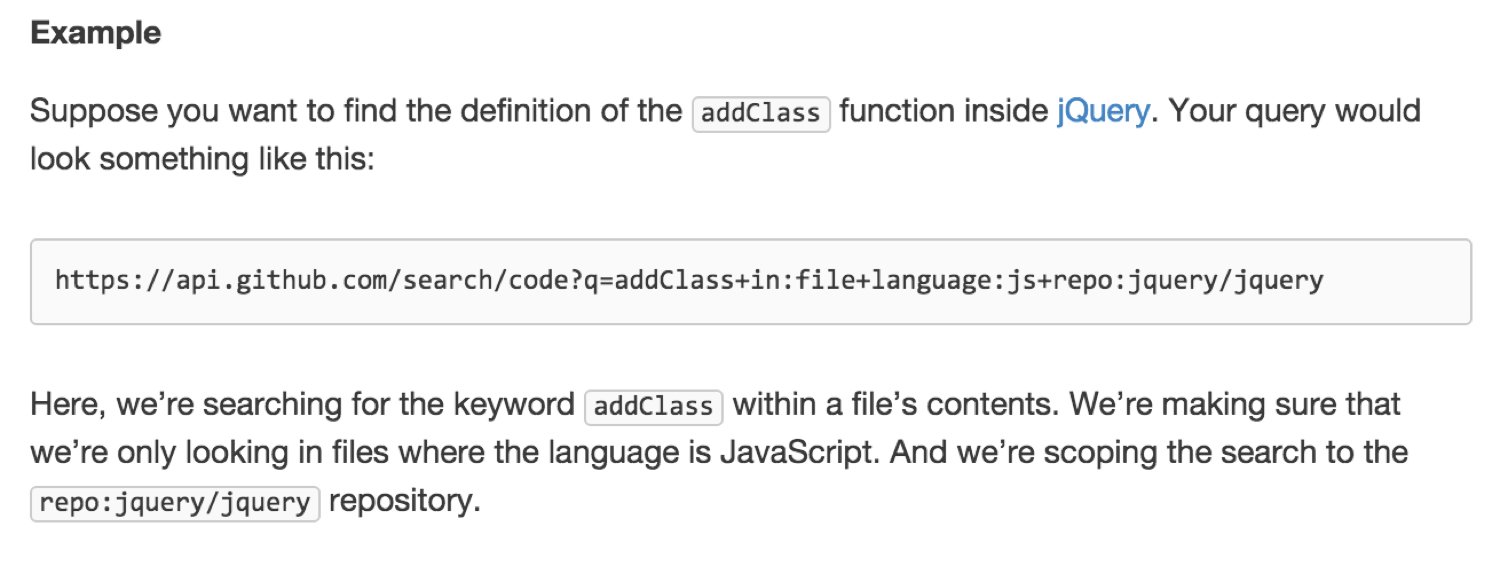 Example
Suppose you want to find the definition of the addClass function inside jQuery. Your query would
look something like this:
https://api.github.com/search/code?q=addClass+in:file+language:js+repo:jquery/jquery
Here, we’re searching for the keyword addClass within a file’s contents. We’re making sure that
we’re only looking in files where the language is JavaScript. And we’re scoping the search to the
repo:jquery/jquery repository.